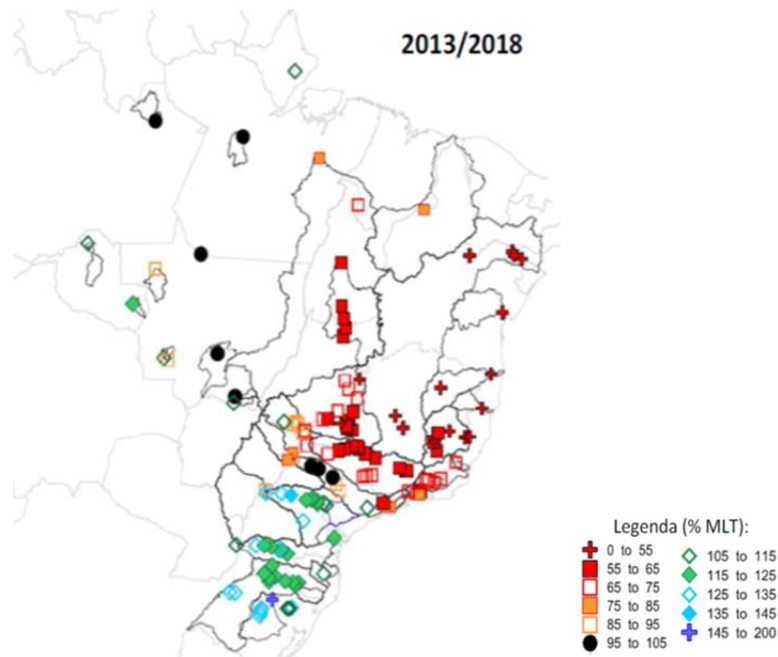 2013/2018
Legenda (% MLT):
0 to 55
55 to 65
65 to 75
75 to 85
85 to 95
95 to 105
105 to 115
115 to 125
125 to 135
135 to 145
145 to 200